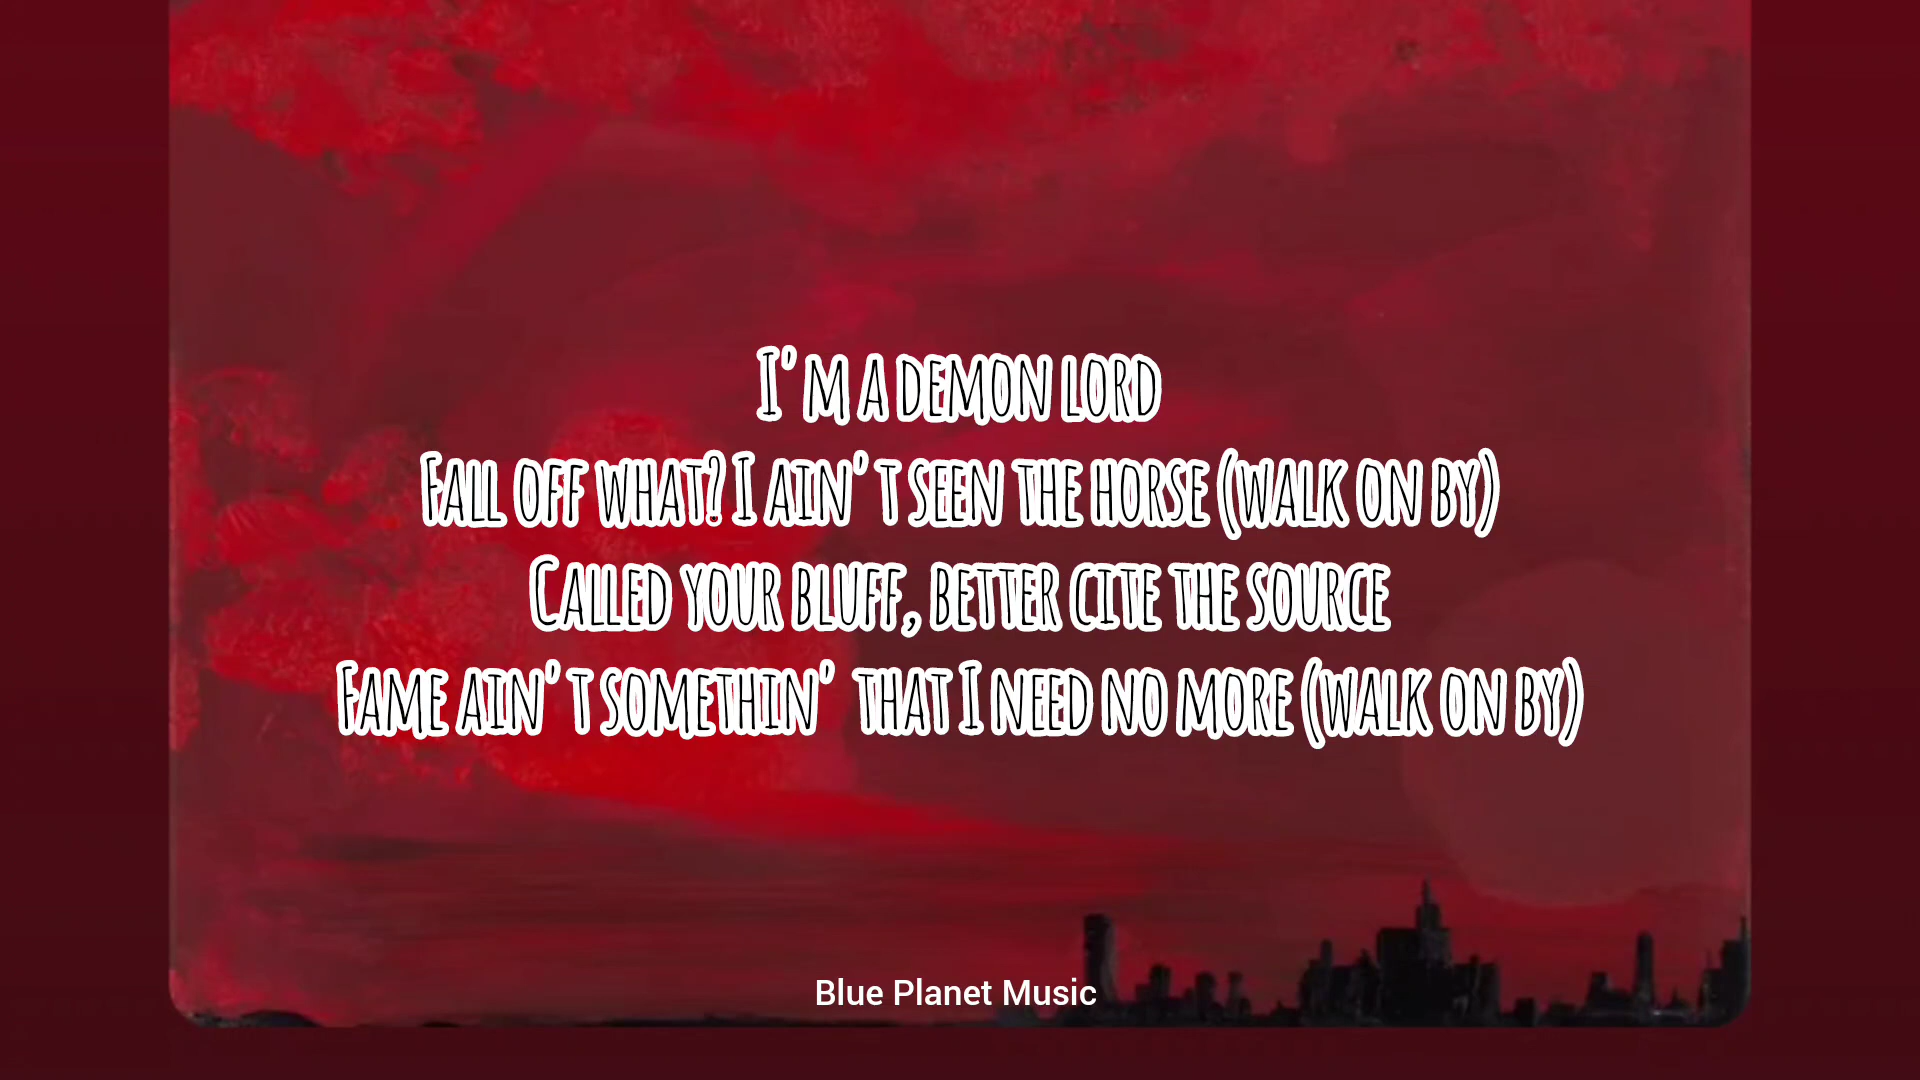 I'm a demon lord
Fall off what? I ain't seen the horse (walk on by)
Called your bluff, better cite the source
Fame ain't somethin' that I need no more (walk on by)
Blue Planet Music